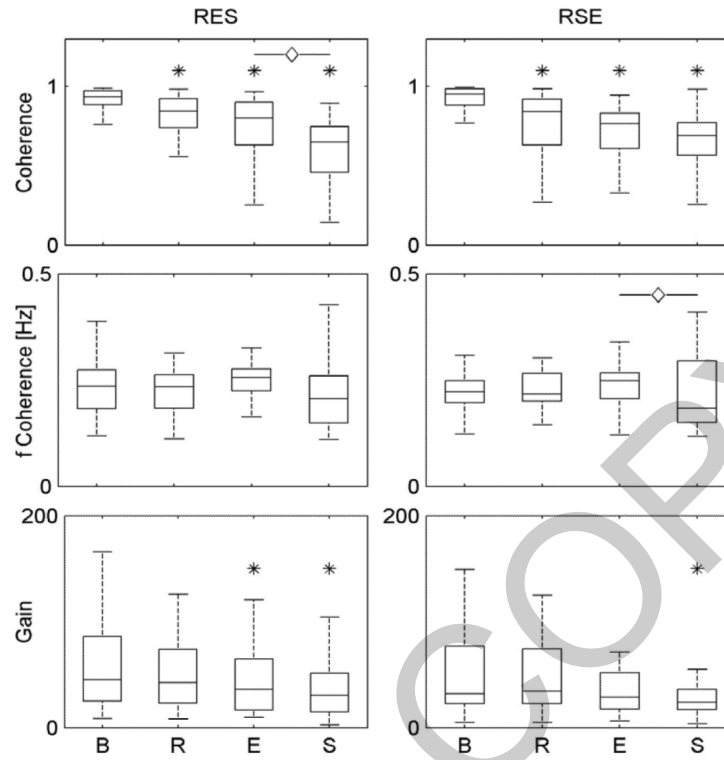 RES RSE
Coherence
1 1
0 0
f Coherence [Hz]
0.5 0.5
0 0
Gain
200 200
0 0
B R E S B R E S
COPY